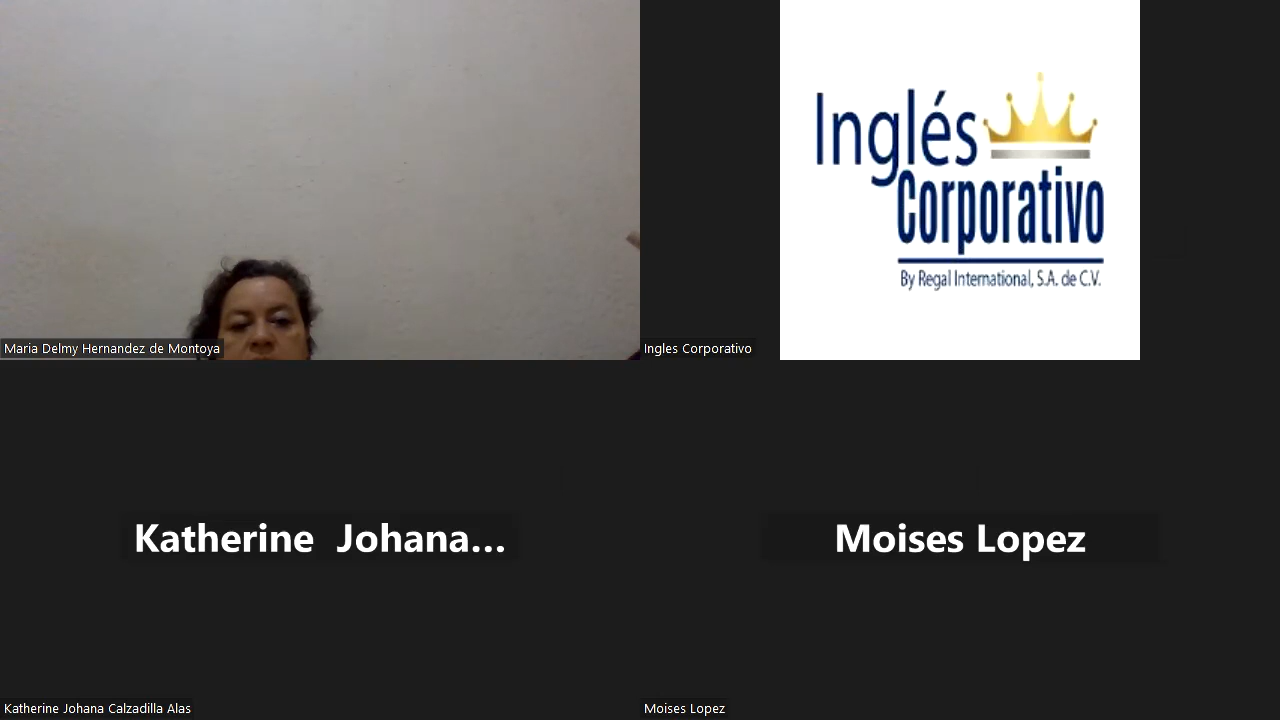 Inglés
Corporativo
By Regal International, S.A. de C.V.
Maria Delmy Hernandez de Montoya
Ingles Corporativo
Katherine Johana...
Moises Lopez
Katherine Johana Calzadilla Alas
Moises Lopez